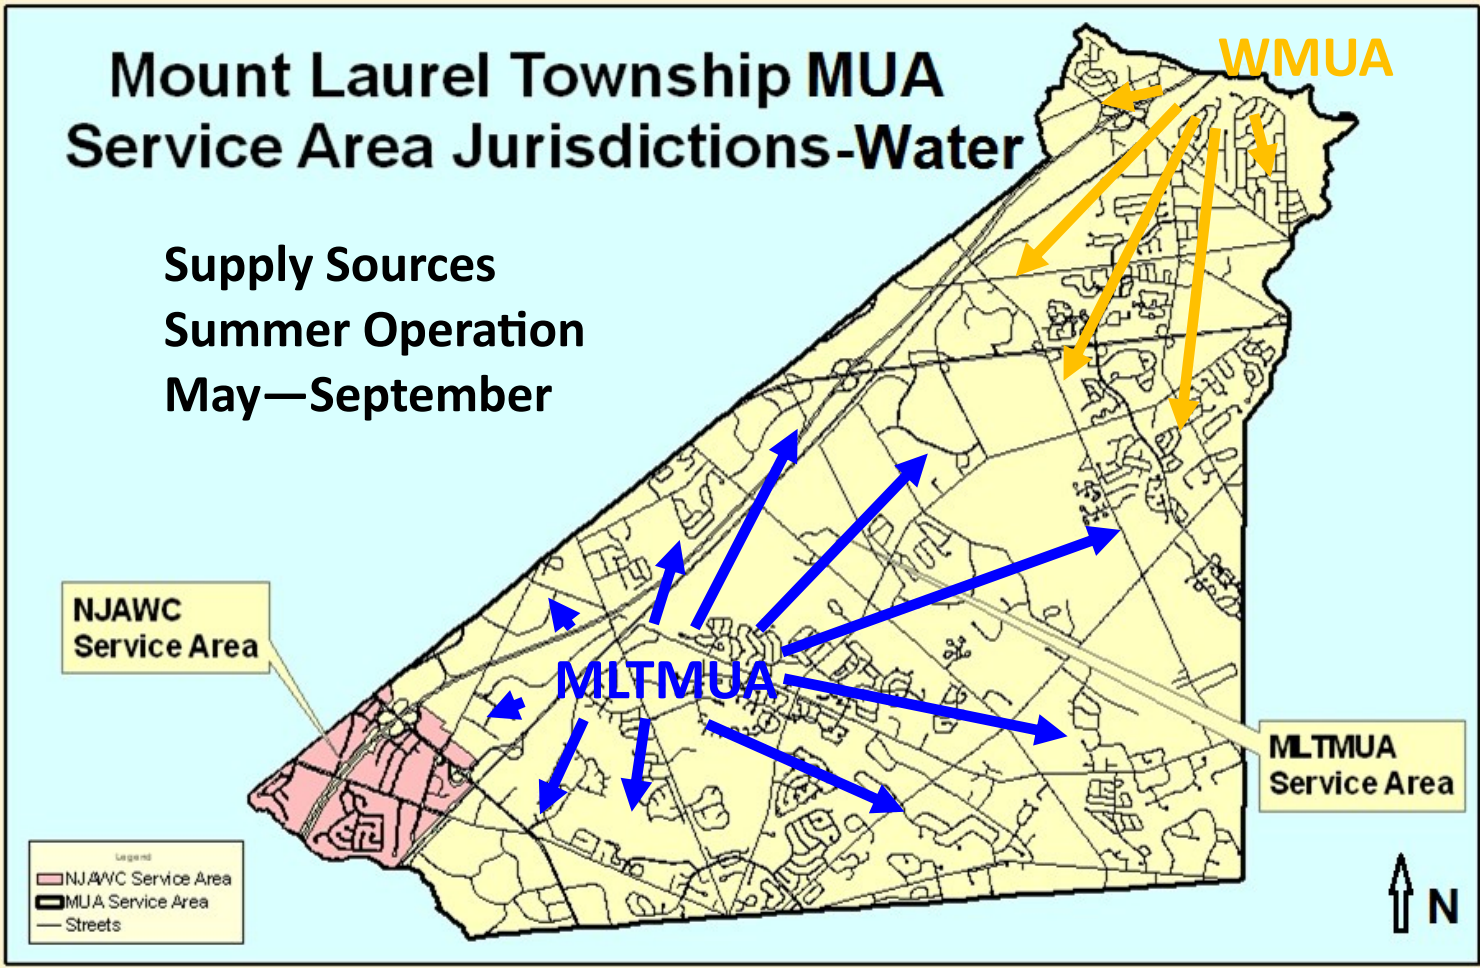 Mount Laurel Township MUA
Service Area Jurisdictions-Water
WMUA
Supply Sources
Summer Operation
May—September
NJAWC
Service Area
MLTMUA
MLTMUA
Service Area
Legend
NJAWC Service Area
MUA Service Area
Streets
N